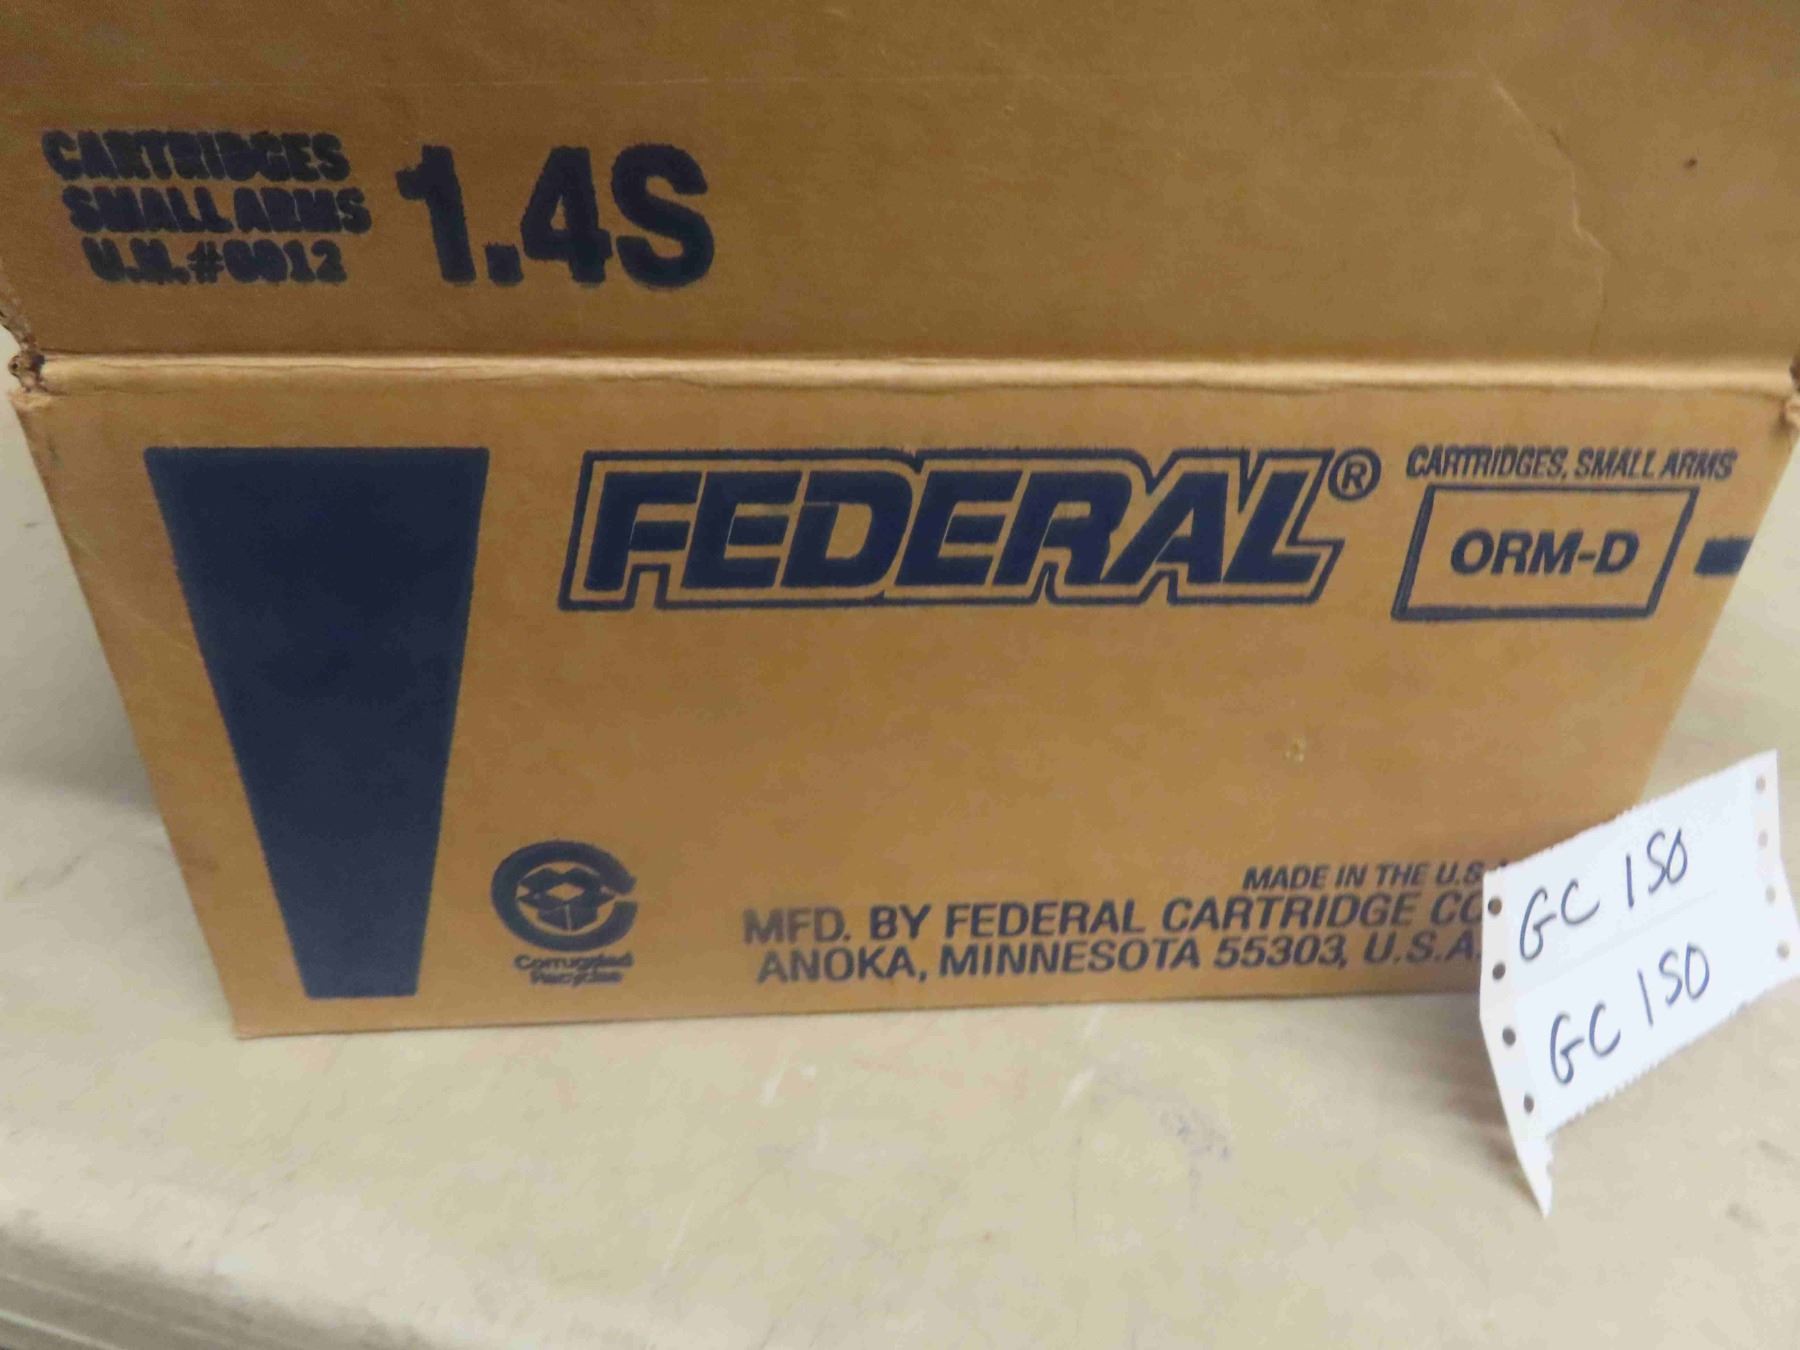 CARTRIDGES
SMALL ARMS
U.N.#0012
1.4S
FEDERAL®
CARTRIDGES, SMALL ARMS
ORM-D
Corrugated
Recycles
MADE IN THE U.S.
MFD. BY FEDERAL CARTRIDGE CO
ANOKA, MINNESOTA 55303, U.S.A.
GC 150
GC 150